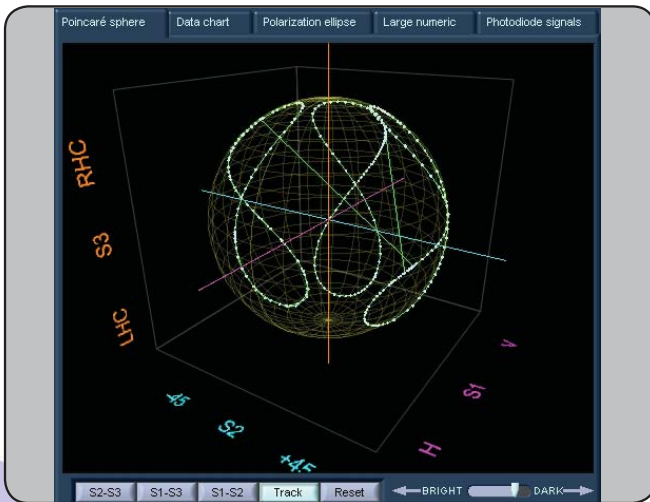 Poincaré sphere Data chart Polarization ellipse Large numeric Photodiode signals
RHC
S3
LHC
-45
S2
+45
H
S1
V
S2-S3 S1-S3 S1-S2 Track Reset BRIGHT DARK